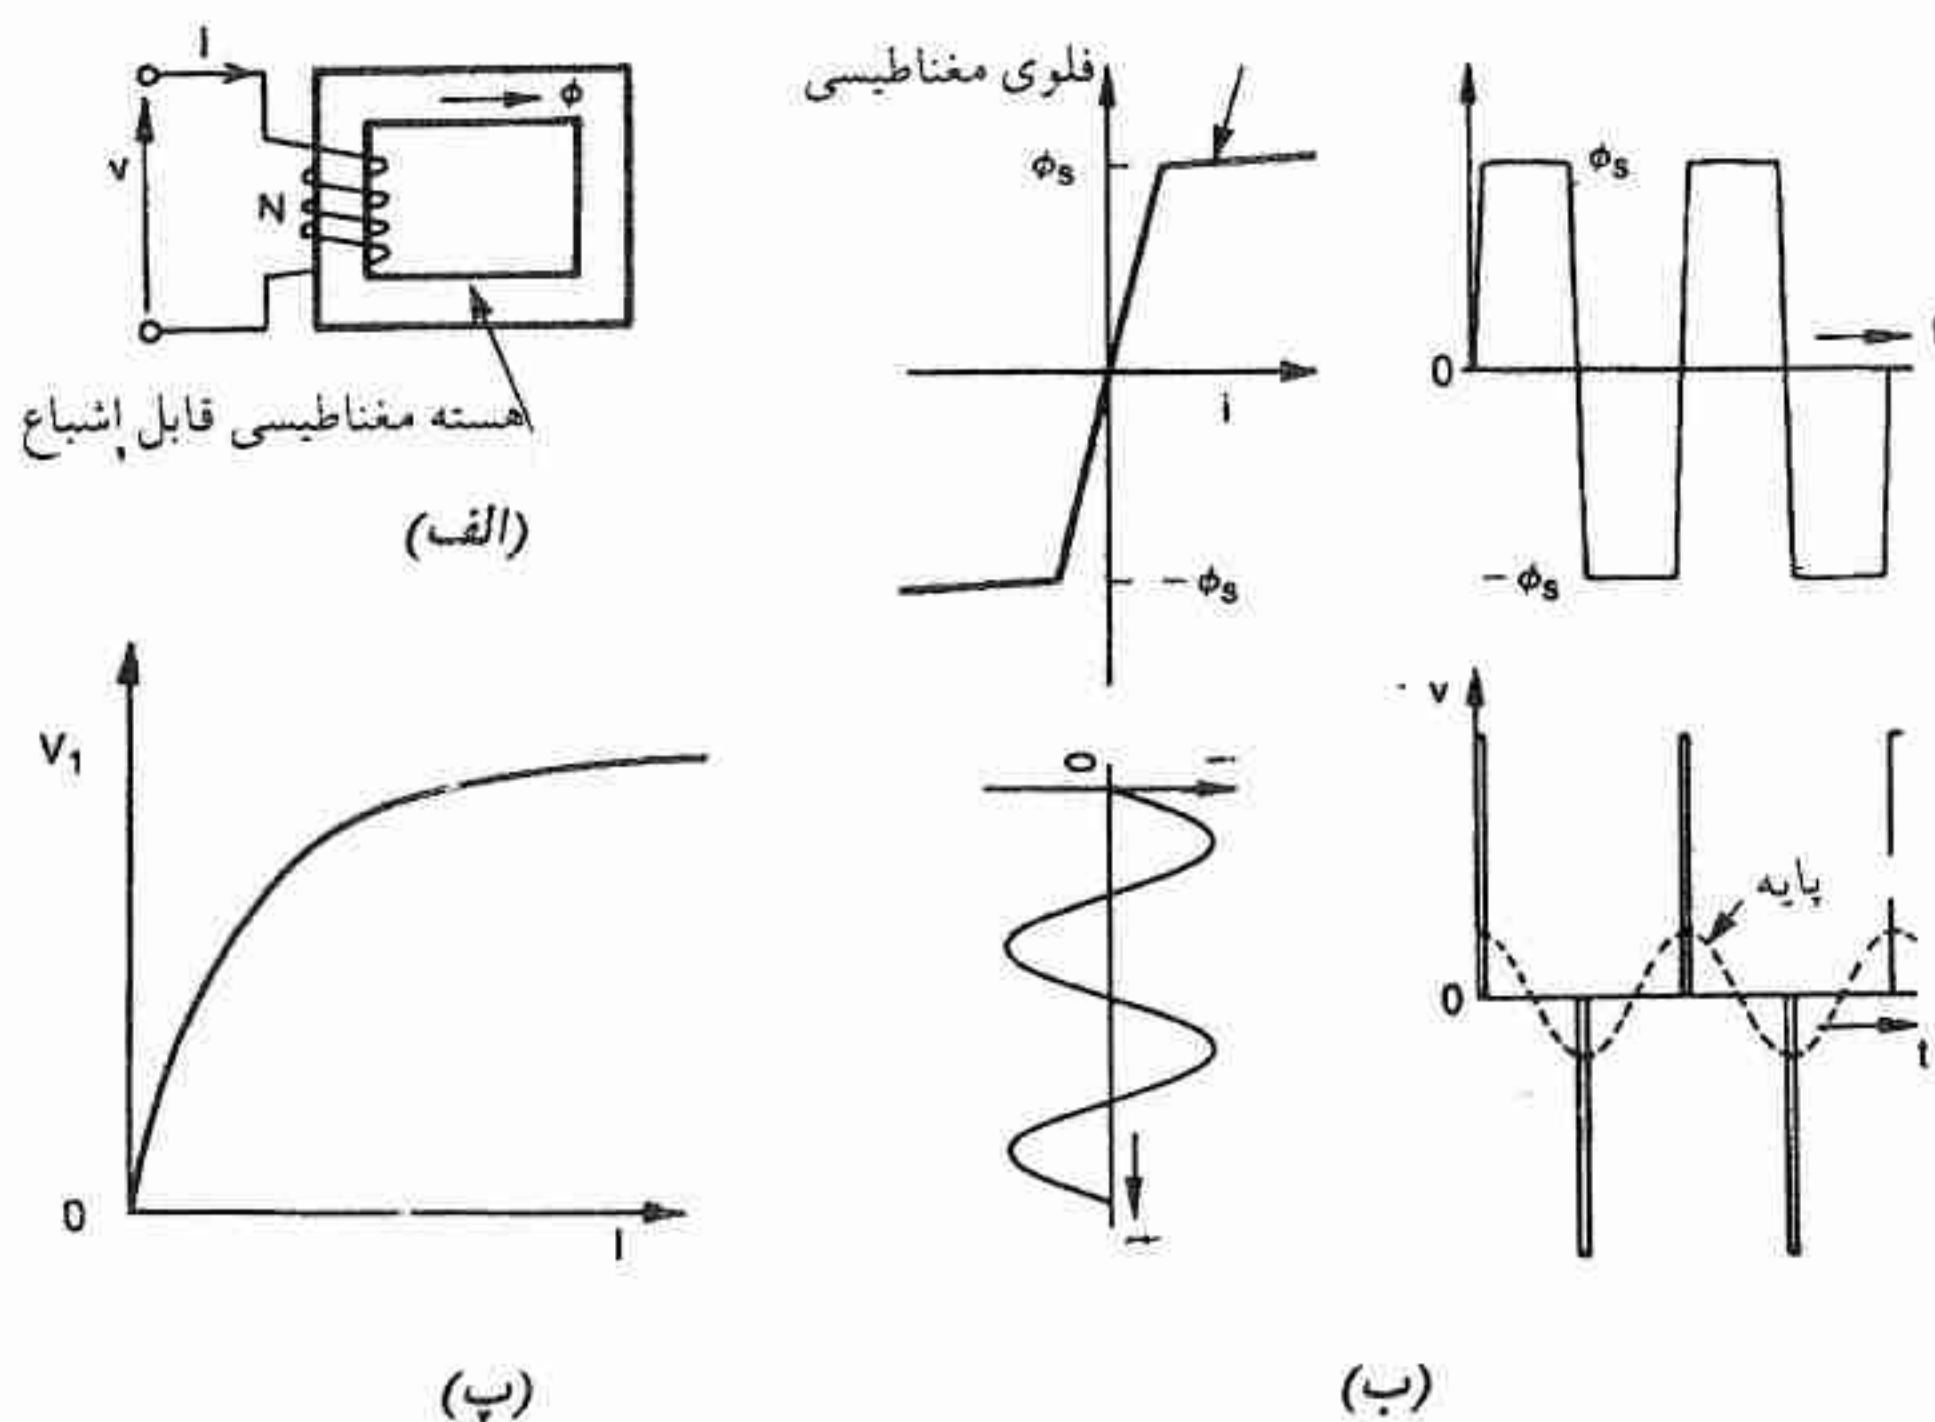 I
v
N
ϕ
هسته مغناطیسی قابل اشباع
(الف)
فلوی مغناطیسی
ϕs
i
-ϕs
ϕs
0
-ϕs
V1
0
I
(پ)
0
i
t
v
پایه
0
t
(ب)